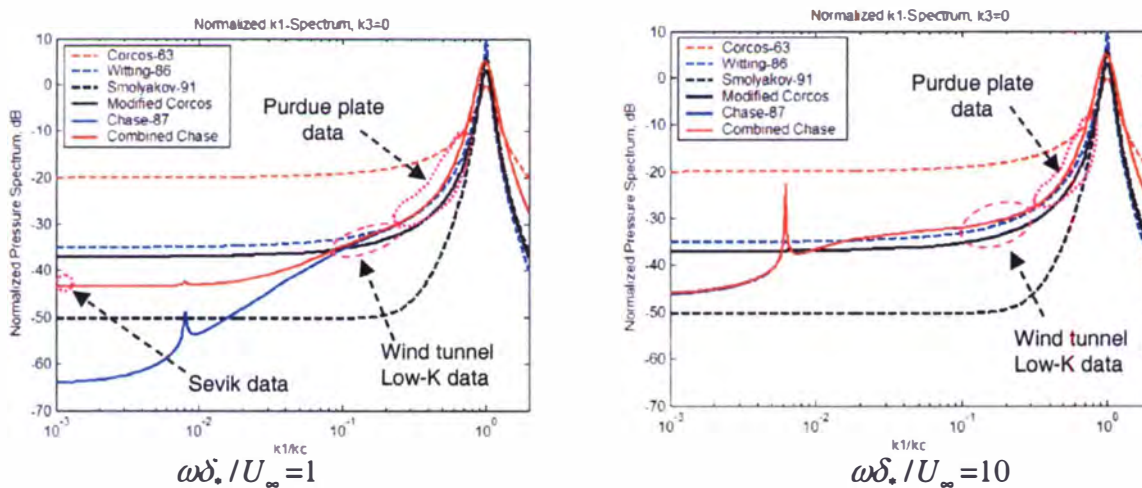 Normalized k1-Spectrum, k3=0
10
0
-10
-20
-30
-40
-50
-60
-70
Normalized Pressure Spectrum, dB
Corcos-63
Witting-86
Smolyakov-91
Modified Corcos
Chase-87
Combined Chase
Purdue plate
data
Sevik data
Wind tunnel
Low-K data
10⁻³
10⁻²
10⁻¹
10⁰
k1/kc
ωδ*/U∞=1
Normalized k1-Spectrum, k3=0
10
0
-10
-20
-30
-40
-50
-60
-70
Normalized Pressure Spectrum, dB
Corcos-63
Witting-86
Smolyakov-91
Modified Corcos
Chase-87
Combined Chase
Purdue plate
data
Wind tunnel
Low-K data
10⁻³
10⁻²
10⁻¹
10⁰
k1/kc
ωδ*/U∞=10